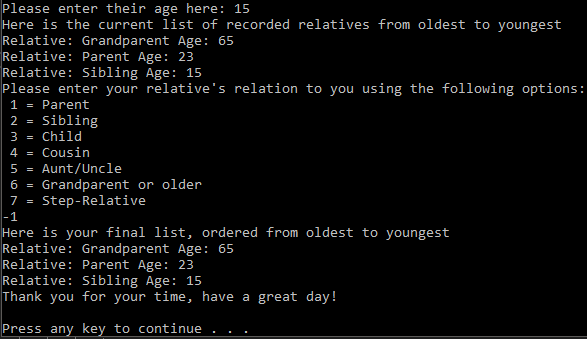 Please enter their age here: 15
Here is the current list of recorded relatives from oldest to youngest
Relative: Grandparent Age: 65
Relative: Parent Age: 23
Relative: Sibling Age: 15
Please enter your relative's relation to you using the following options:
1 = Parent
2 = Sibling
3 = Child
4 = Cousin
5 = Aunt/Uncle
6 = Grandparent or older
7 = Step-Relative
-1
Here is your final list, ordered from oldest to youngest
Relative: Grandparent Age: 65
Relative: Parent Age: 23
Relative: Sibling Age: 15
Thank you for your time, have a great day!
Press any key to continue . . .